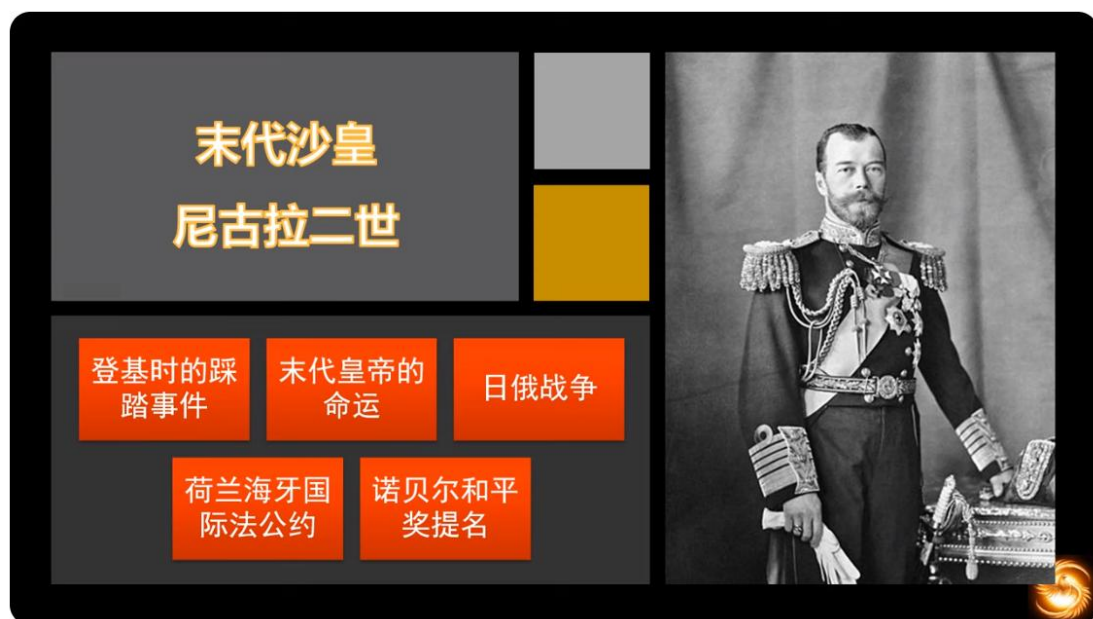 末代沙皇
尼古拉二世
登基时的踩
踏事件
末代皇帝的
命运
日俄战争
荷兰海牙国
际法公约
诺贝尔和平
奖提名